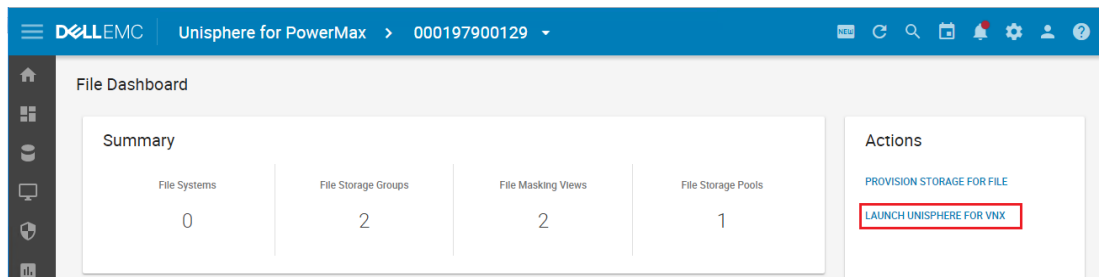 DELLEMC Unisphere for PowerMax > 000197900129 NEW
File Dashboard
Summary
File Systems File Storage Groups File Masking Views File Storage Pools
0 2 2 1
Actions
PROVISION STORAGE FOR FILE
LAUNCH UNISPHERE FOR VNX